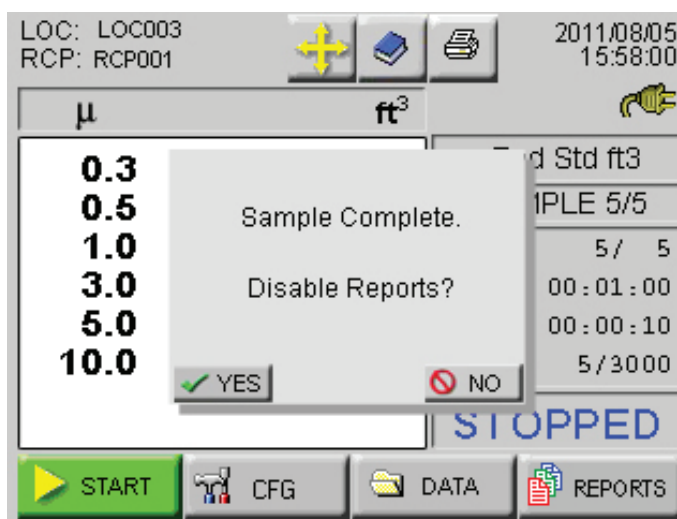 LOC: LOC003
RCP: RCP001
2011/08/05
15:58:00
µ ft³
0.3
0.5
1.0
3.0
5.0
10.0
Sample Complete.
Disable Reports?
YES
NO
d Std ft3
5/5
5/ 5
00:01:00
00:00:10
5/3000
STOPPED
START
CFG
DATA
REPORTS